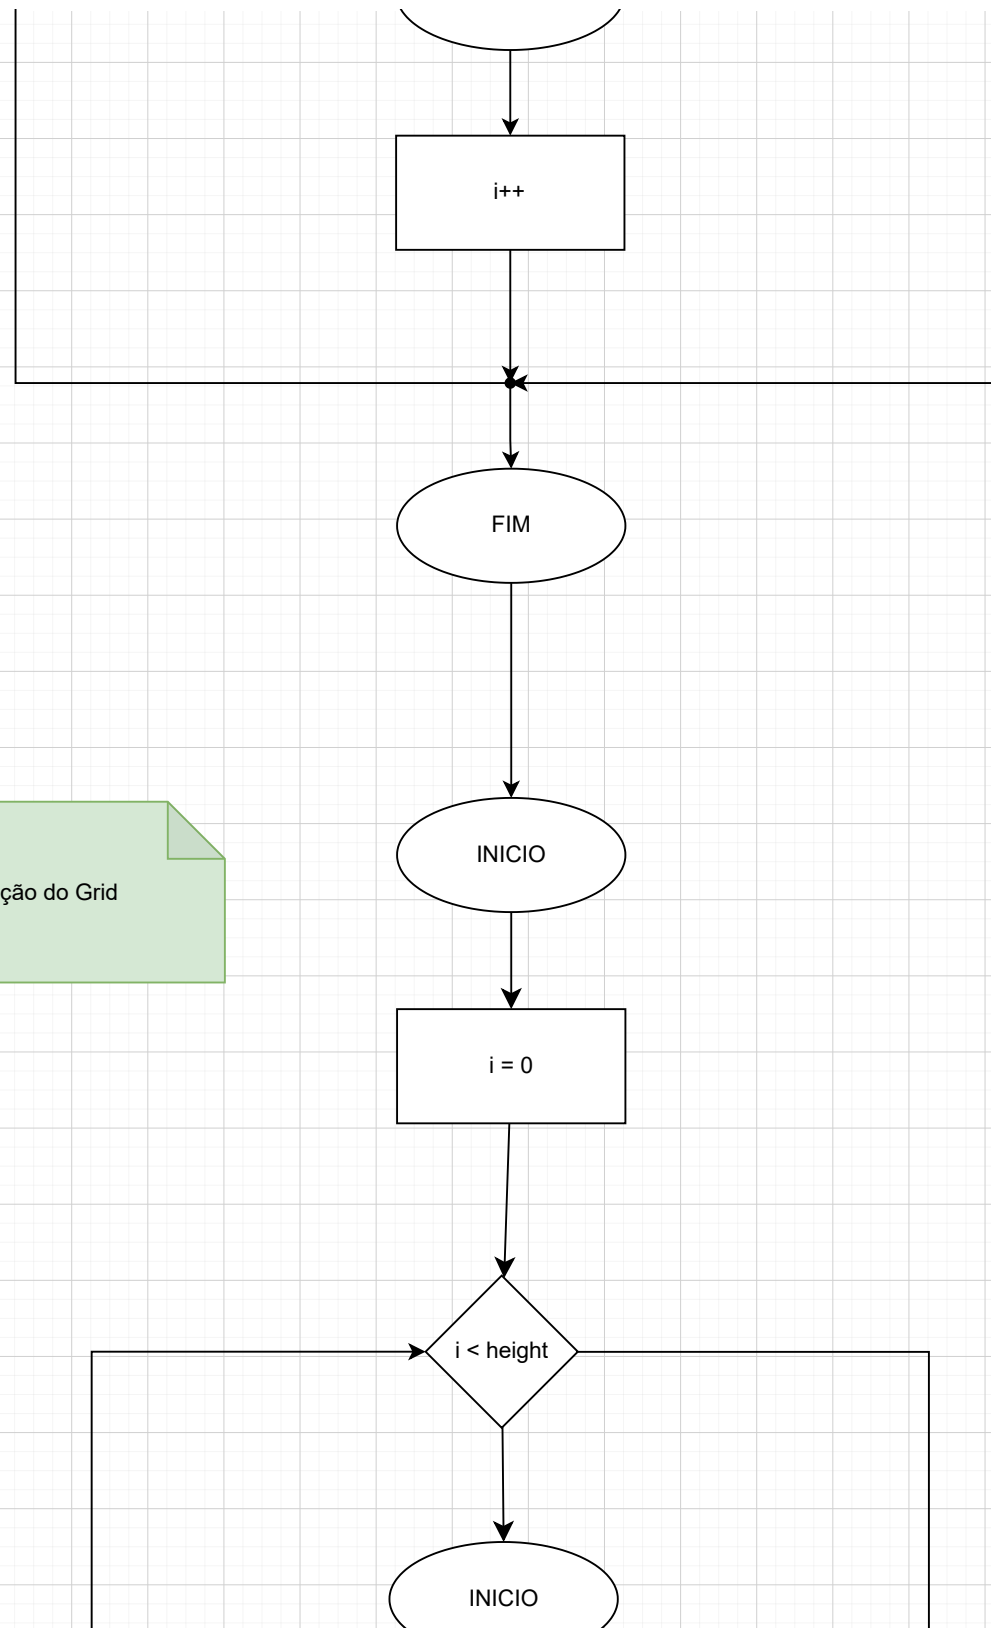 i++
FIM
INICIO
ção do Grid
i = 0
i < height
INICIO